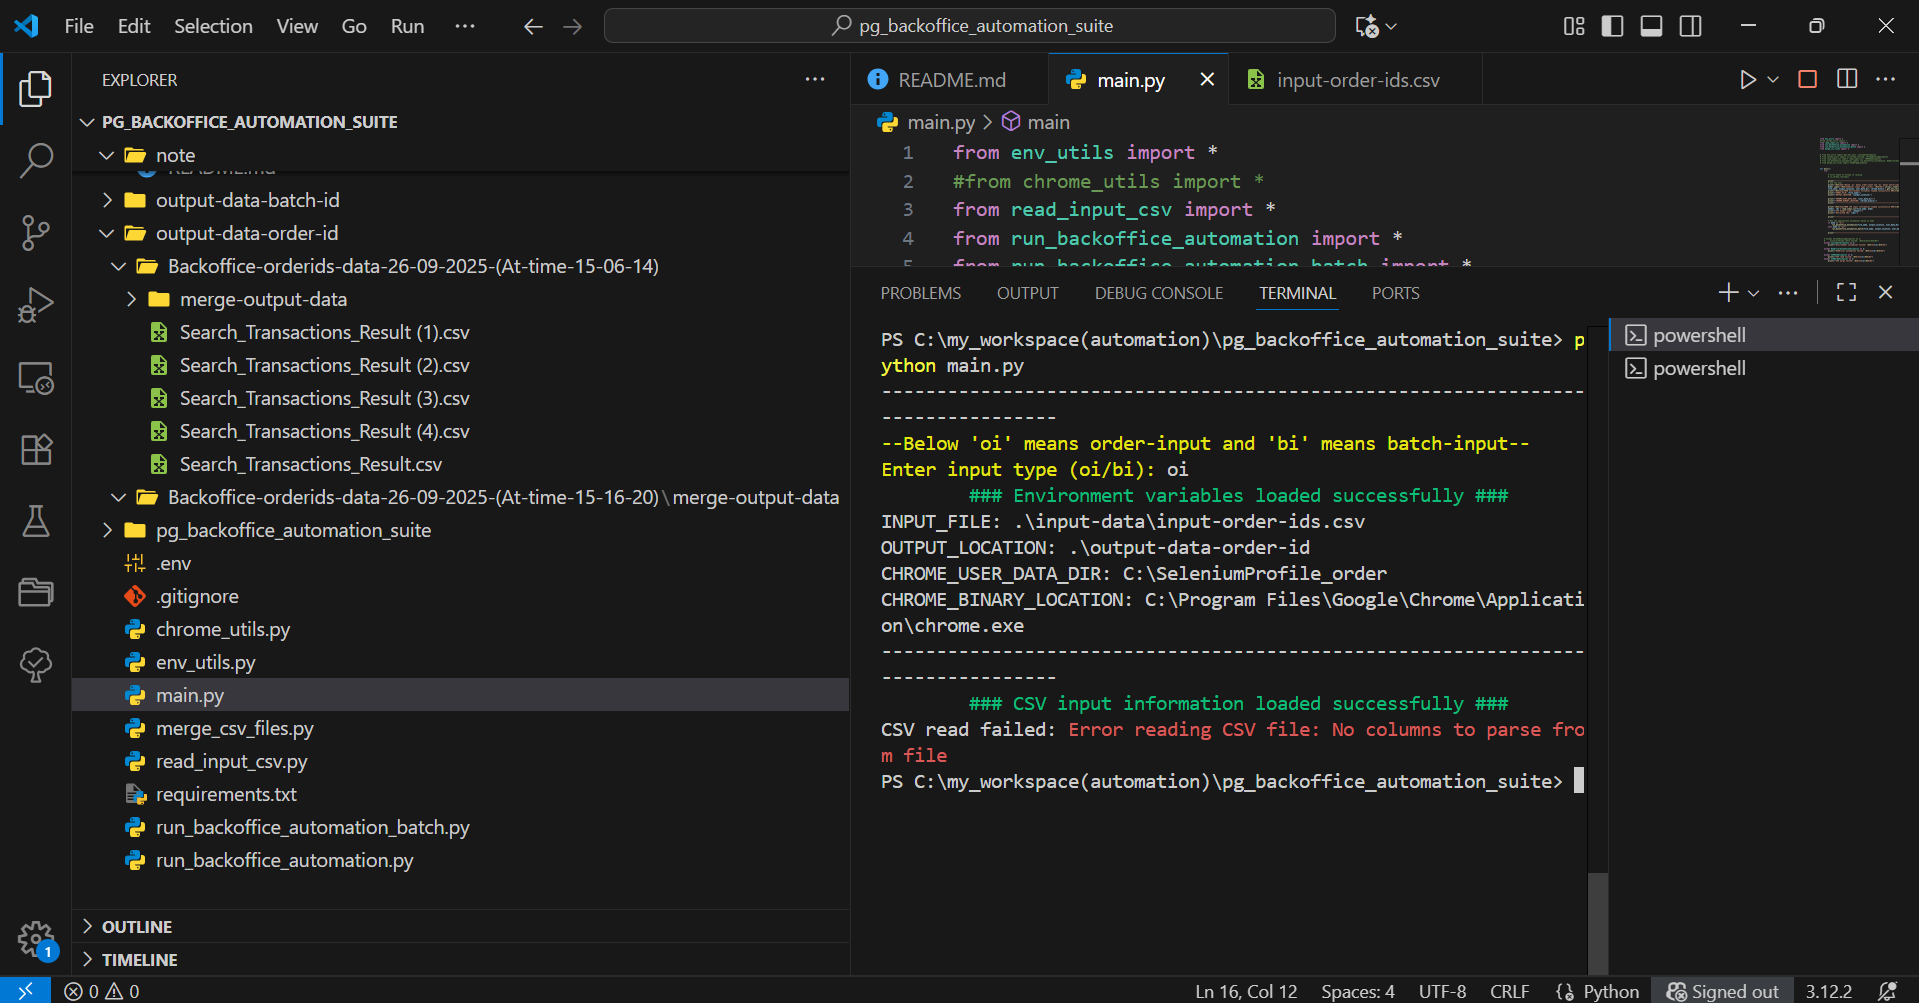 File Edit Selection View Go Run ···
pg_backoffice_automation_suite
EXPLORER
PG_BACKOFFICE_AUTOMATION_SUITE
note
README.md
output-data-batch-id
output-data-order-id
Backoffice-orderids-data-26-09-2025-(At-time-15-06-14)
merge-output-data
Search_Transactions_Result (1).csv
Search_Transactions_Result (2).csv
Search_Transactions_Result (3).csv
Search_Transactions_Result (4).csv
Search_Transactions_Result.csv
Backoffice-orderids-data-26-09-2025-(At-time-15-16-20)\merge-output-data
pg_backoffice_automation_suite
.env
.gitignore
chrome_utils.py
env_utils.py
main.py
merge_csv_files.py
read_input_csv.py
requirements.txt
run_backoffice_automation_batch.py
run_backoffice_automation.py
OUTLINE
TIMELINE
1
README.md main.py input-order-ids.csv
main.py > main
1 from env_utils import *
2 #from chrome_utils import *
3 from read_input_csv import *
4 from run_backoffice_automation import *
5 from run_backoffice_automation_batch import *
PROBLEMS OUTPUT DEBUG CONSOLE TERMINAL PORTS
PS C:\my_workspace(automation)\pg_backoffice_automation_suite> p
ython main.py
----------------------------------------------------------------
----------------
--Below 'oi' means order-input and 'bi' means batch-input--
Enter input type (oi/bi): oi
### Environment variables loaded successfully ###
INPUT_FILE: .\input-data\input-order-ids.csv
OUTPUT_LOCATION: .\output-data-order-id
CHROME_USER_DATA_DIR: C:\SeleniumProfile_order
CHROME_BINARY_LOCATION: C:\Program Files\Google\Chrome\Applicati
on\chrome.exe
----------------------------------------------------------------
----------------
### CSV input information loaded successfully ###
CSV read failed: Error reading CSV file: No columns to parse fro
m file
PS C:\my_workspace(automation)\pg_backoffice_automation_suite>
powershell
powershell
0 0
Ln 16, Col 12 Spaces: 4 UTF-8 CRLF {} Python Signed out 3.12.2